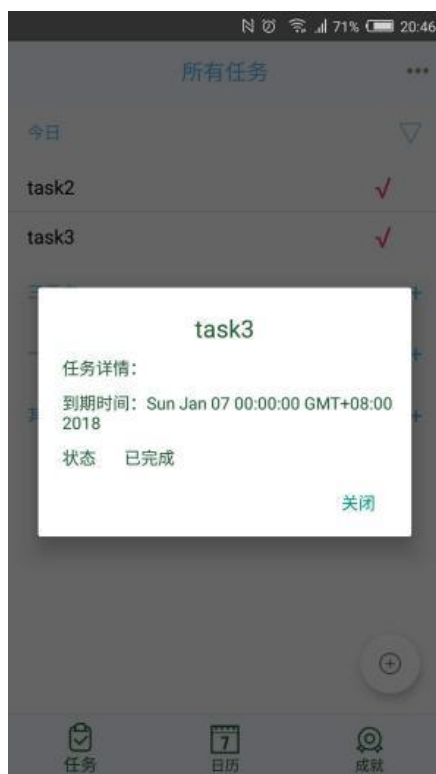 71% 20:46
所有任务
今日
task2 √
task3 √
task3
任务详情：
到期时间：Sun Jan 07 00:00:00 GMT+08:00
2018
状态 已完成
关闭
7
任务 日历 成就